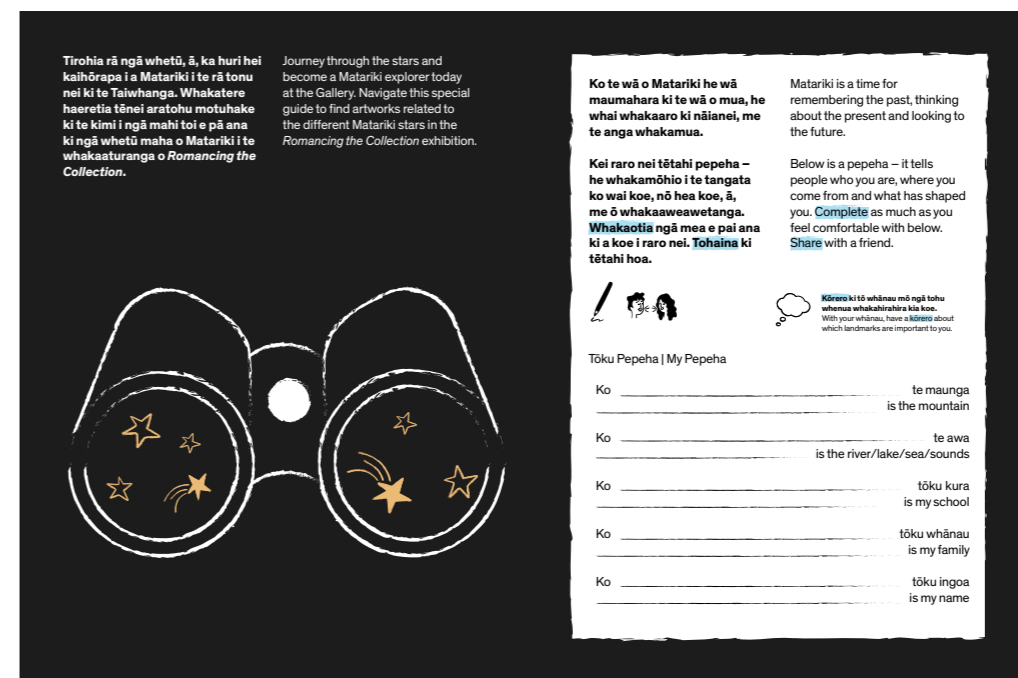 Tirohia rā ngā whetū, ā, ka huri hei
kaihōrapa i a Matariki i te rā tonu
nei ki te Taiwhanga. Whakatere
haeretia tēnei aratohu motuhake
ki te kimi i ngā mahi toi e pā ana
ki ngā whetū maha o Matariki i te
whakaaturanga o Romancing the
Collection.
Journey through the stars and
become a Matariki explorer today
at the Gallery. Navigate this special
guide to find artworks related to
the different Matariki stars in the
Romancing the Collection exhibition.
Ko te wā o Matariki he wā
maumahara ki te wā o mua, he
whai whakaaro ki nāianei, me
te anga whakamua.
Kei raro nei tētahi pepeha –
he whakamōhio i te tangata
ko wai koe, nō hea koe, ā,
me ō whakaaweawetanga.
Whakaotia ngā mea e pai ana
ki a koe i raro nei. Tohaina ki
tētahi hoa.
Matariki is a time for
remembering the past, thinking
about the present and looking to
the future.
Below is a pepeha – it tells
people who you are, where you
come from and what has shaped
you. Complete as much as you
feel comfortable with below.
Share with a friend.
Kōrero ki tō whānau mō ngā tohu
whenua whakahirahira kia koe.
With your whānau, have a kōrero about
which landmarks are important to you.
Tōku Pepeha | My Pepeha
Ko te maunga
is the mountain
Ko te awa
is the river/lake/sea/sounds
Ko tōku kura
is my school
Ko tōku whānau
is my family
Ko tōku ingoa
is my name